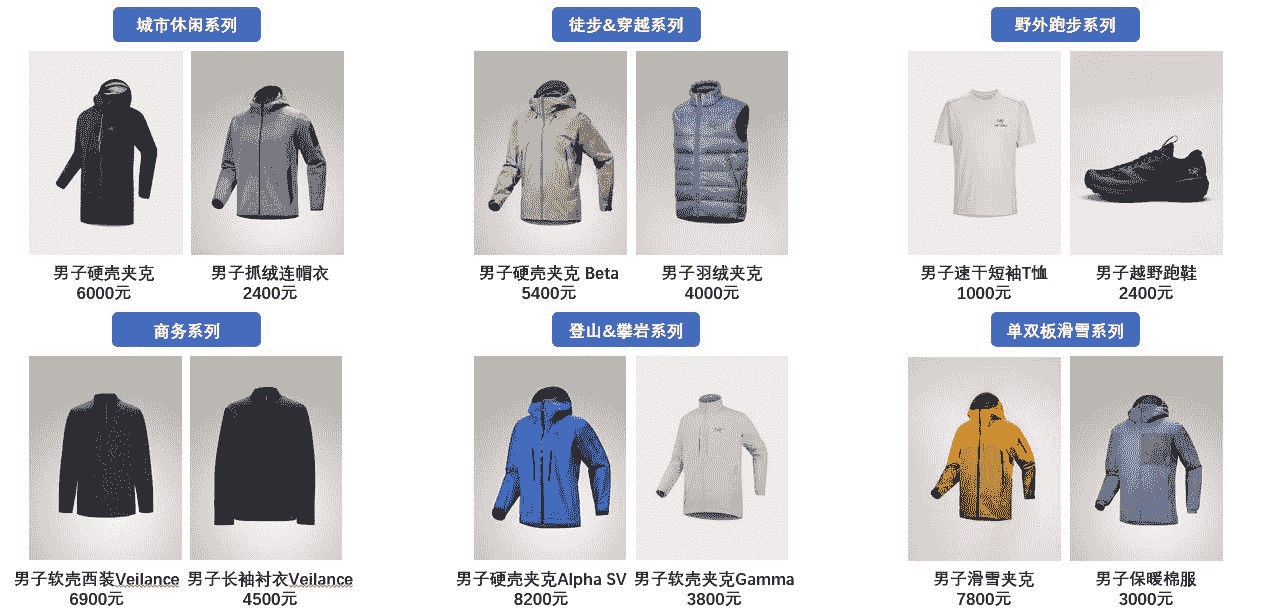 城市休闲系列
徒步&穿越系列
野外跑步系列
男子硬壳夹克
6000元
男子抓绒连帽衣
2400元
男子硬壳夹克 Beta
5400元
男子羽绒夹克
4000元
男子速干短袖T恤
1000元
男子越野跑鞋
2400元
商务系列
登山&攀岩系列
单双板滑雪系列
男子软壳西装Veilance
6900元
男子长袖衬衣Veilance
4500元
男子硬壳夹克Alpha SV
8200元
男子软壳夹克Gamma
3800元
男子滑雪夹克
7800元
男子保暖棉服
3000元